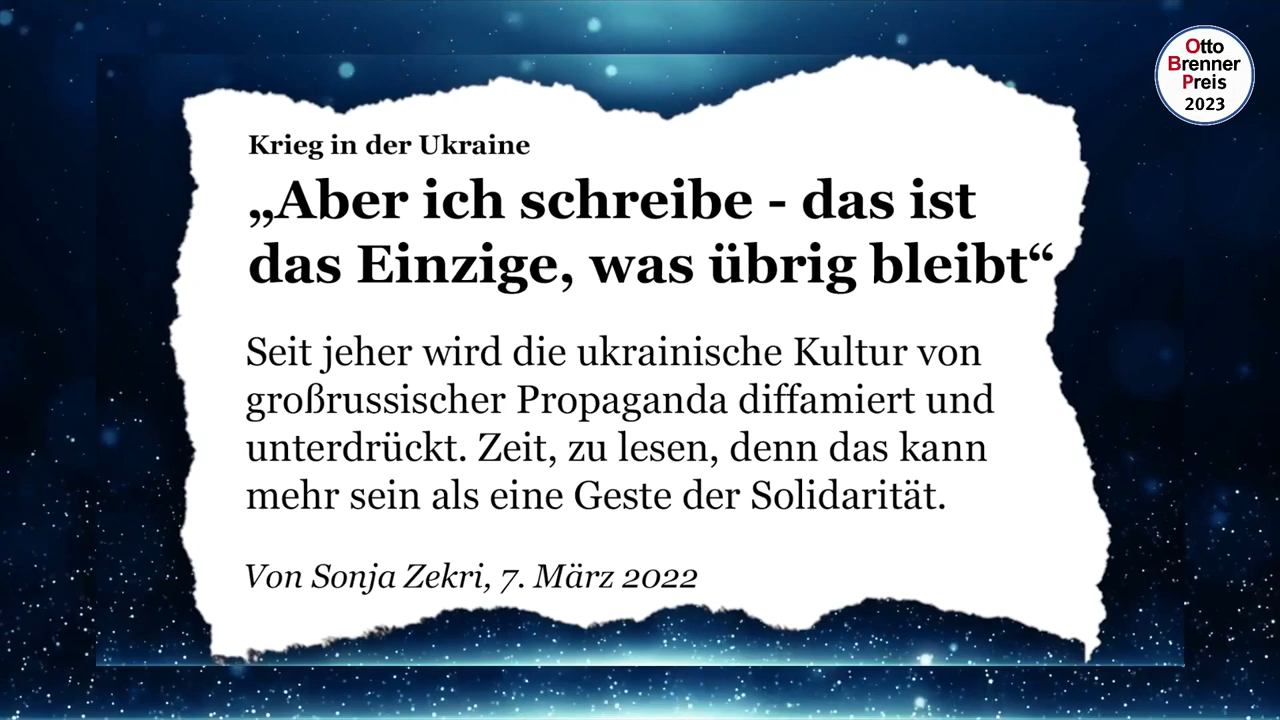 Otto
Brenner
Preis
2023
Krieg in der Ukraine
„Aber ich schreibe - das ist
das Einzige, was übrig bleibt“
Seit jeher wird die ukrainische Kultur von
großrussischer Propaganda diffamiert und
unterdrückt. Zeit, zu lesen, denn das kann
mehr sein als eine Geste der Solidarität.
Von Sonja Zekri, 7. März 2022